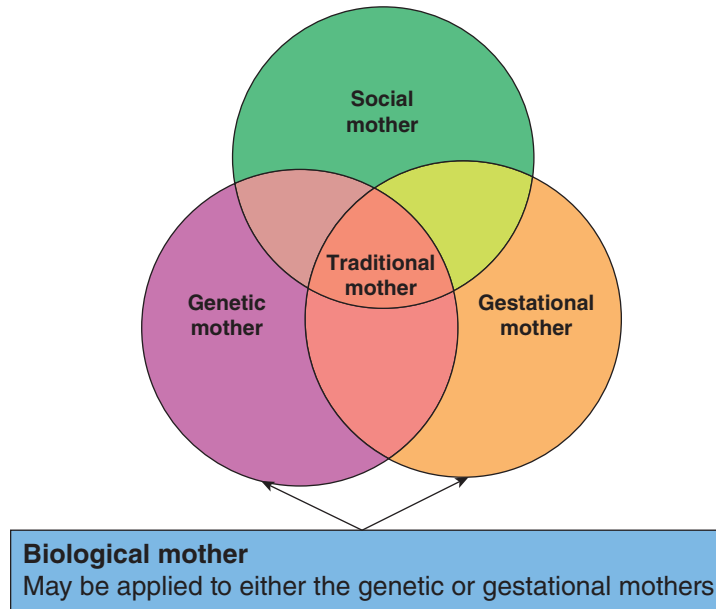 Social
mother
Traditional
mother
Genetic
mother
Gestational
mother
Biological mother
May be applied to either the genetic or gestational mothers